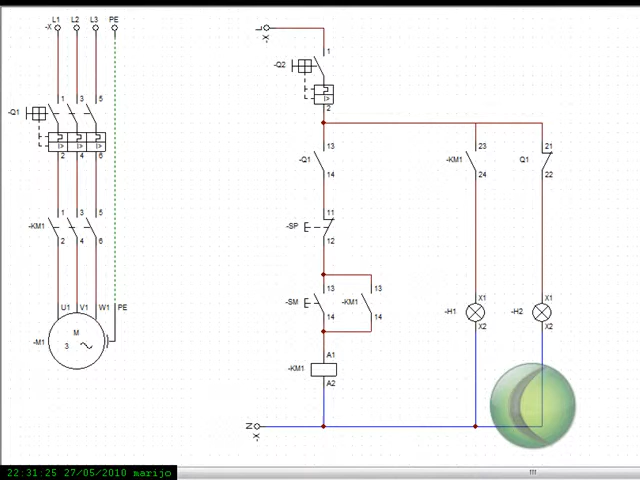 L1 L2 L3 PE
-X
-Q1
1 3 5
2 4 6
-KM1
1 3 5
2 4 6
U1 V1 W1 PE
-M1
M
3
L
-X
-Q2
1
2
-Q1
13
14
-KM1
23
24
Q1
21
22
-SP
11
12
-SM
13
14
-KM1
13
14
-H1
X1
X2
-H2
X1
X2
-KM1
A1
A2
N
-X
22:31:25 27/05/2010 marijo